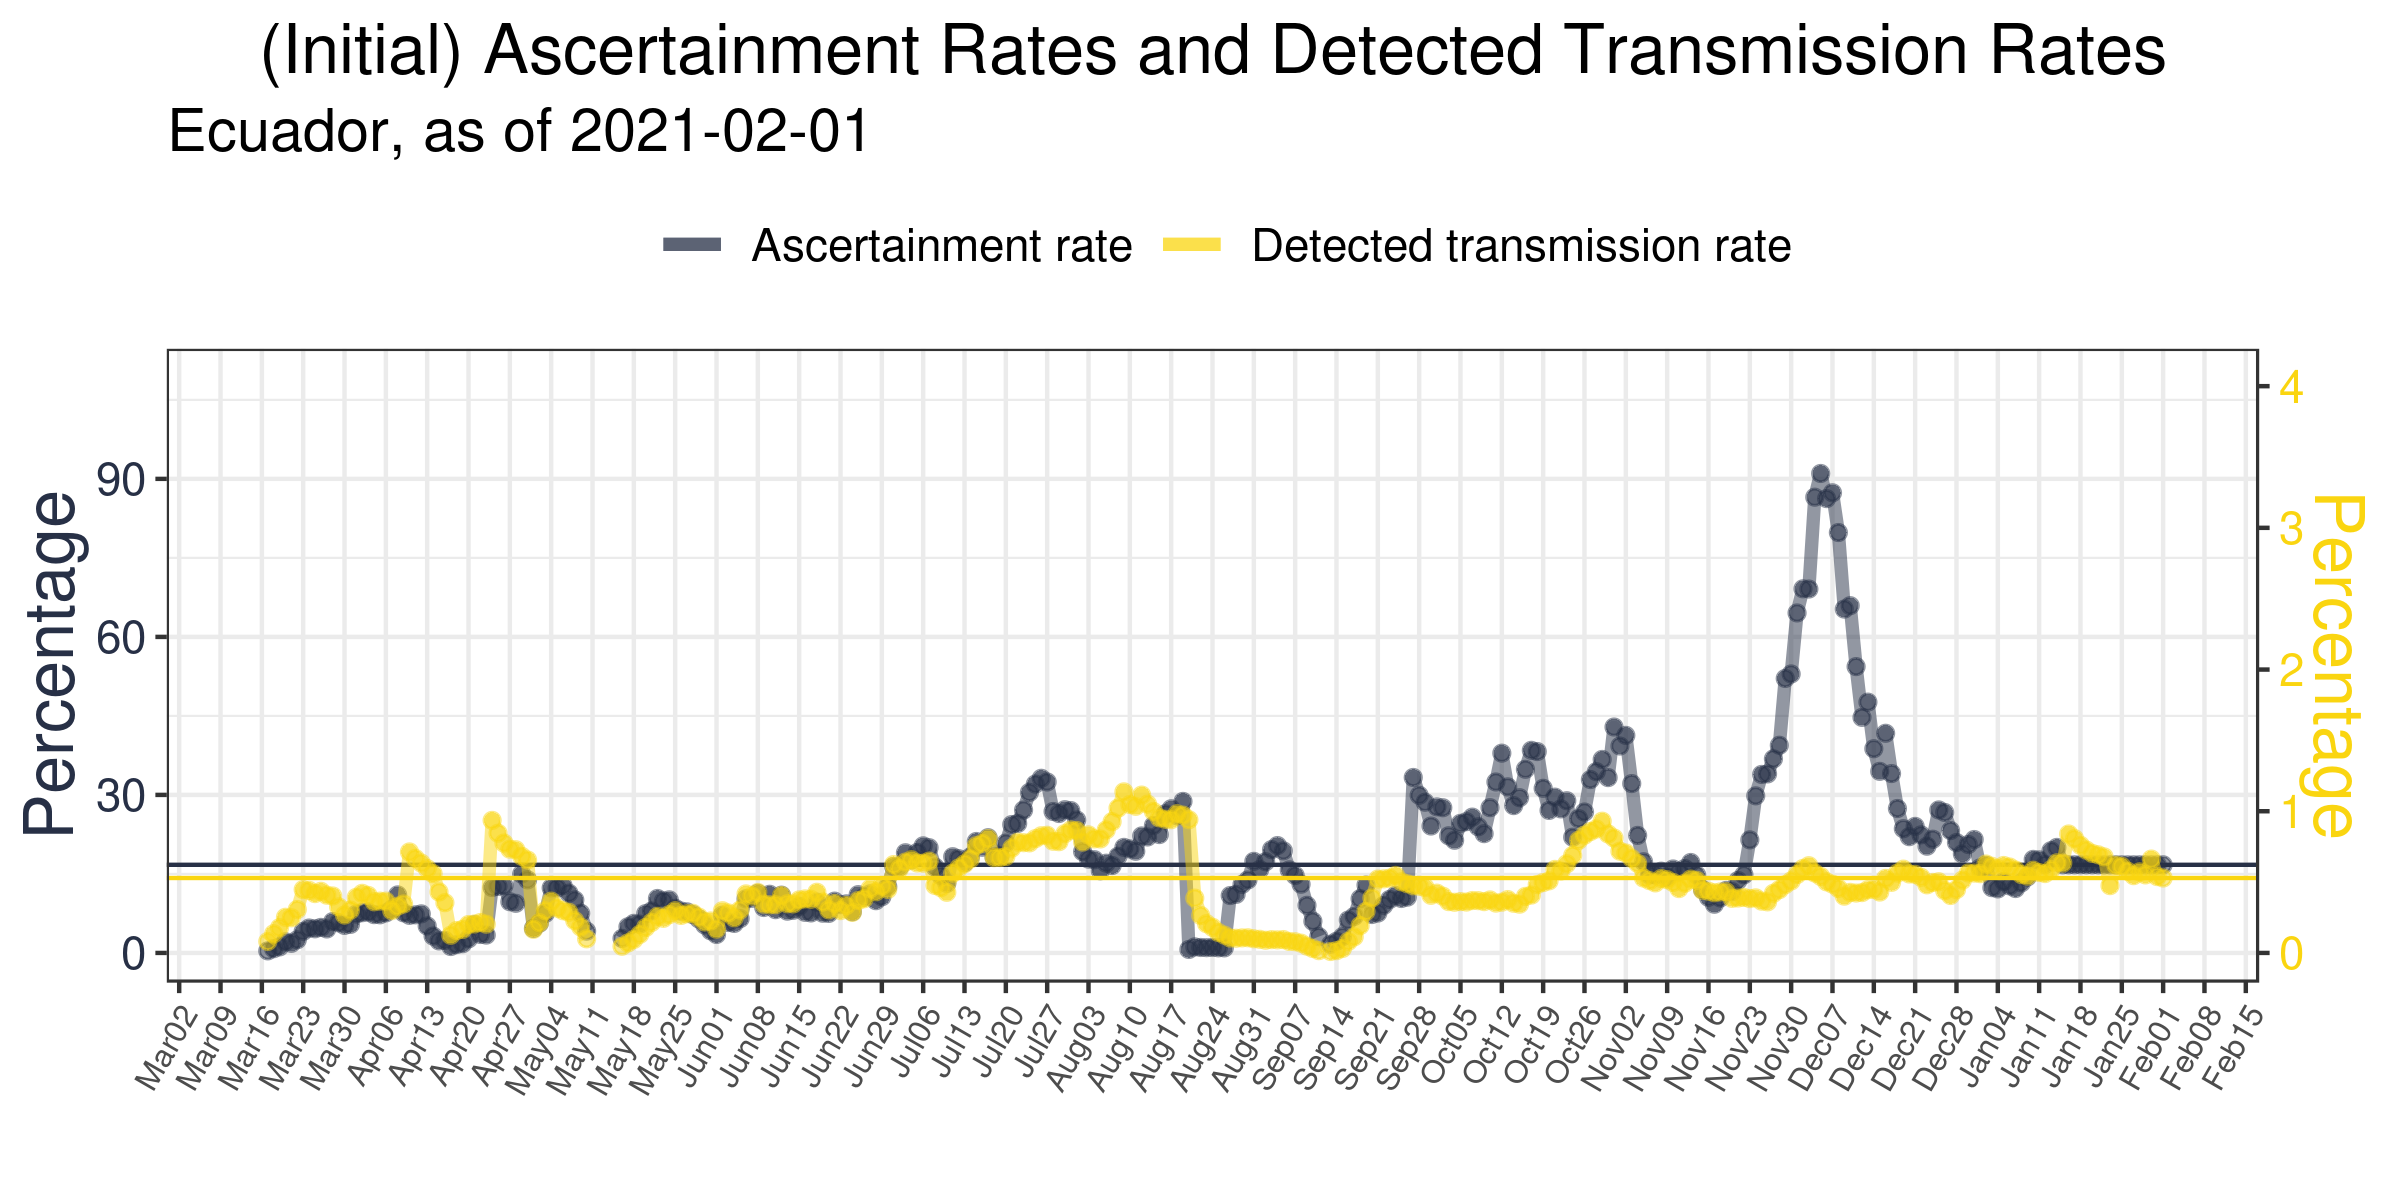 (Initial) Ascertainment Rates and Detected Transmission Rates
Ecuador, as of 2021-02-01
Ascertainment rate Detected transmission rate
Percentage
90
60
30
0
4
3
2
1
0
Percentage
Mar02 Mar09 Mar16 Mar23 Mar30 Apr06 Apr13 Apr20 Apr27 May04 May11 May18 May25 Jun01 Jun08 Jun15 Jun22 Jun29 Jul06 Jul13 Jul20 Jul27 Aug03 Aug10 Aug17 Aug24 Aug31 Sep07 Sep14 Sep21 Sep28 Oct05 Oct12 Oct19 Oct26 Nov02 Nov09 Nov16 Nov23 Nov30 Dec07 Dec14 Dec21 Dec28 Jan04 Jan11 Jan18 Jan25 Feb01 Feb08 Feb15